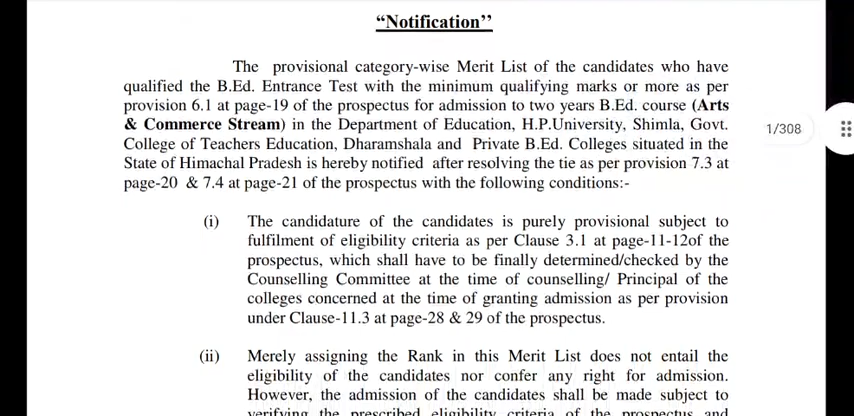 “Notification’’
The provisional category-wise Merit List of the candidates who have
qualified the B.Ed. Entrance Test with the minimum qualifying marks or more as per
provision 6.1 at page-19 of the prospectus for admission to two years B.Ed. course (Arts
& Commerce Stream) in the Department of Education, H.P.University, Shimla, Govt.
College of Teachers Education, Dharamshala and Private B.Ed. Colleges situated in the
State of Himachal Pradesh is hereby notified after resolving the tie as per provision 7.3 at
page-20 & 7.4 at page-21 of the prospectus with the following conditions:-
1/308
(i) The candidature of the candidates is purely provisional subject to
fulfilment of eligibility criteria as per Clause 3.1 at page-11-12of the
prospectus, which shall have to be finally determined/checked by the
Counselling Committee at the time of counselling/ Principal of the
colleges concerned at the time of granting admission as per provision
under Clause-11.3 at page-28 & 29 of the prospectus.
(ii) Merely assigning the Rank in this Merit List does not entail the
eligibility of the candidates nor confer any right for admission.
However, the admission of the candidates shall be made subject to
verifying the prescribed eligibility criteria of the prospectus and